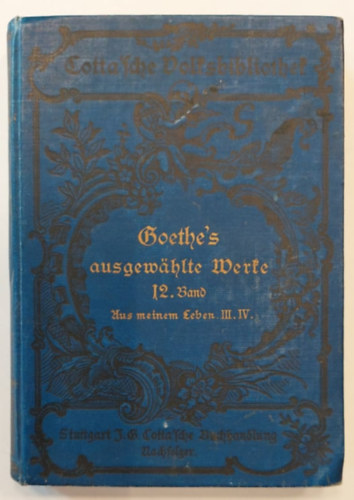 Cotta'sche Volksbibliothek
Goethe's
ausgewählte Werke
12. Band
Aus meinem Leben III. IV.
Stuttgart J. G. Cotta'sche Buchhandlung
Nachfolger.